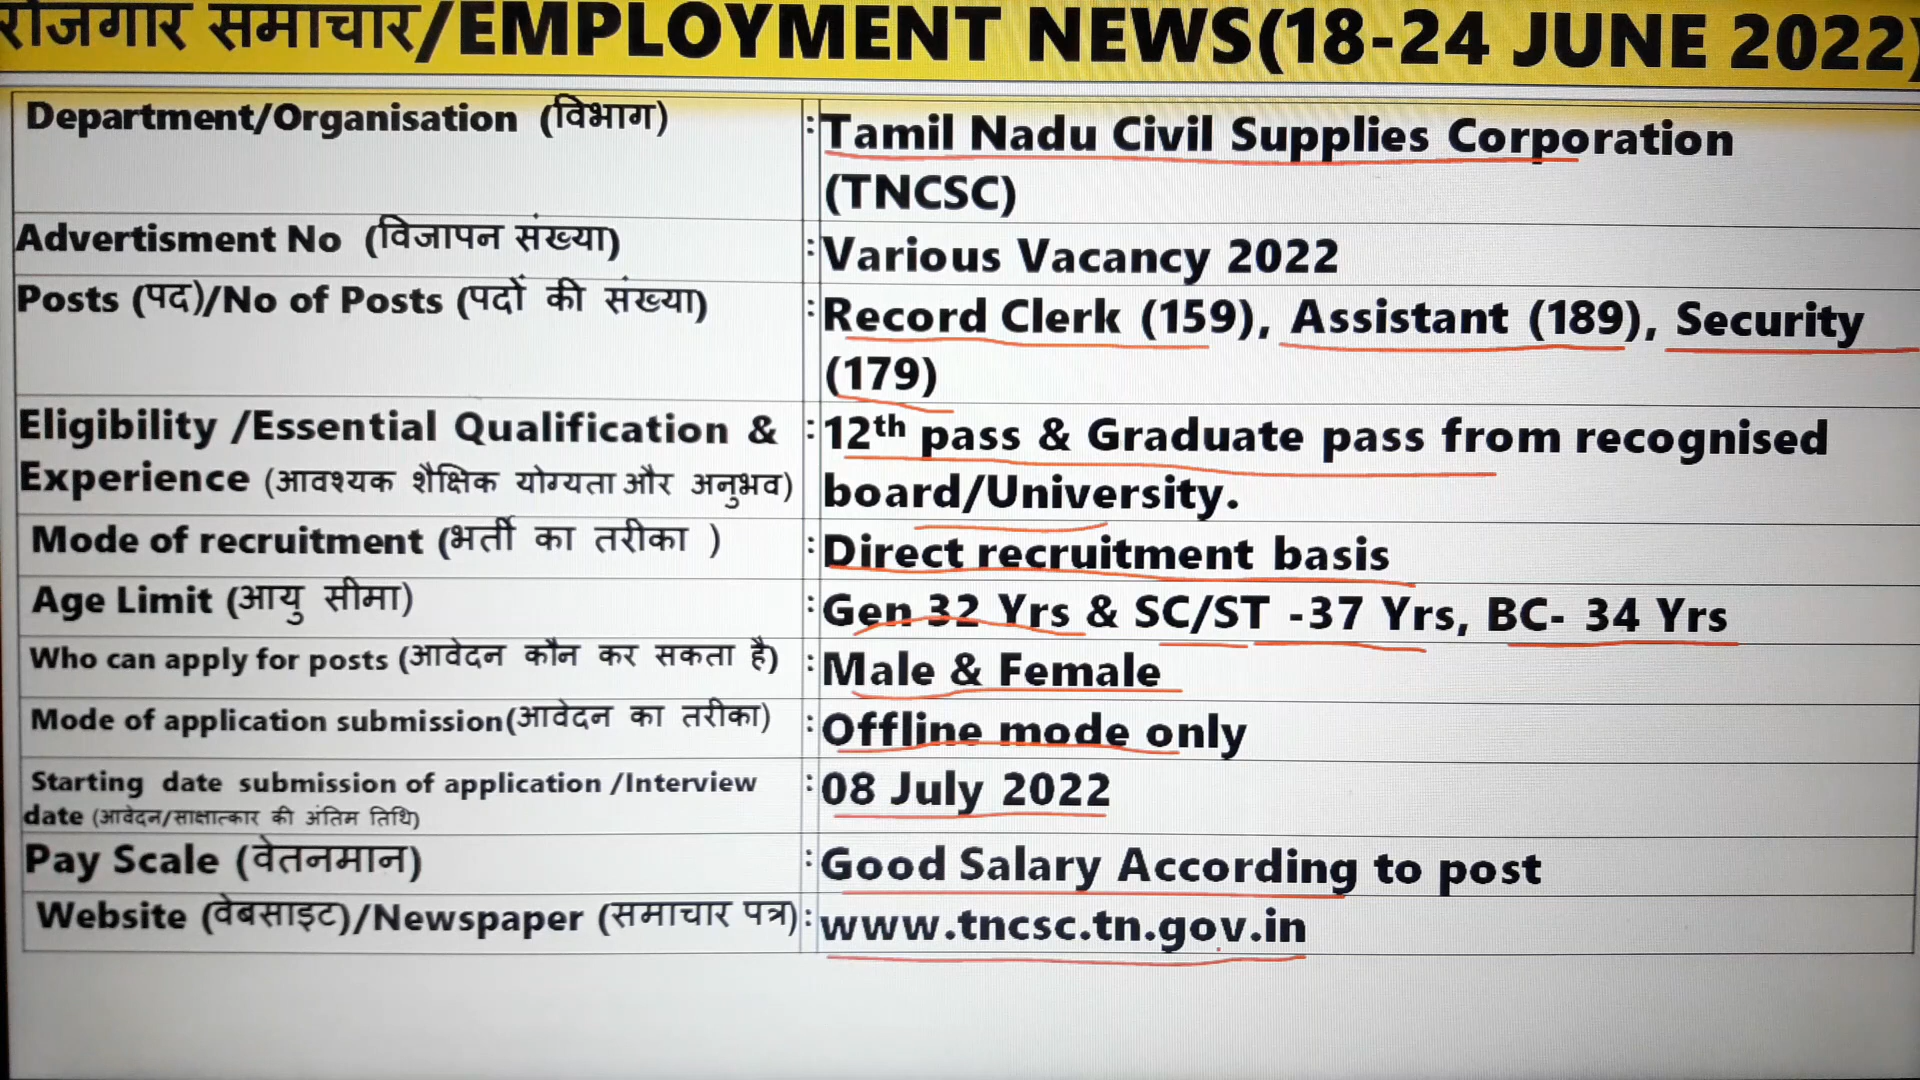 रोजगार समाचार/EMPLOYMENT NEWS(18-24 JUNE 2022)
Department/Organisation (विभाग)
:Tamil Nadu Civil Supplies Corporation
(TNCSC)
Advertisment No (विजापन संख्या)
:Various Vacancy 2022
Posts (पद)/No of Posts (पदों की संख्या)
:Record Clerk (159), Assistant (189), Security
(179)
Eligibility /Essential Qualification &
Experience (आवश्यक शैक्षिक योग्यता और अनुभव)
:12th pass & Graduate pass from recognised
board/University.
Mode of recruitment (भर्ती का तरीका )
:Direct recruitment basis
Age Limit (आयु सीमा)
:Gen 32 Yrs & SC/ST -37 Yrs, BC- 34 Yrs
Who can apply for posts (आवेदन कौन कर सकता है)
:Male & Female
Mode of application submission(आवेदन का तरीका)
:Offline mode only
Starting date submission of application /Interview
date (आवेदन/साक्षात्कार की अंतिम तिथि)
:08 July 2022
Pay Scale (वेतनमान)
:Good Salary According to post
Website (वेबसाइट)/Newspaper (समाचार पत्र)
:www.tncsc.tn.gov.in